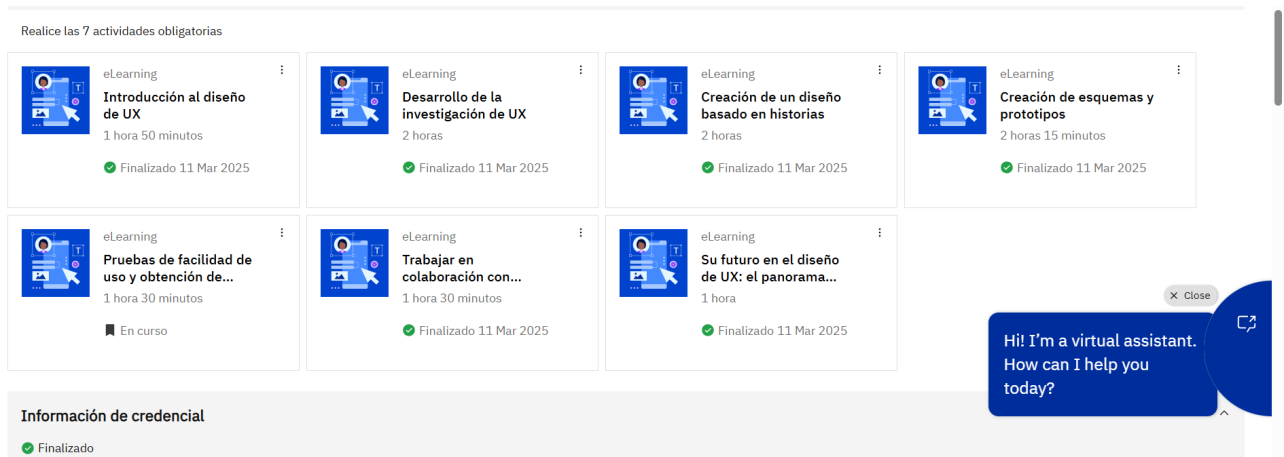 Realice las 7 actividades obligatorias
eLearning
Introducción al diseño
de UX
1 hora 50 minutos
Finalizado 11 Mar 2025
eLearning
Desarrollo de la
investigación de UX
2 horas
Finalizado 11 Mar 2025
eLearning
Creación de un diseño
basado en historias
2 horas
Finalizado 11 Mar 2025
eLearning
Creación de esquemas y
prototipos
2 horas 15 minutos
Finalizado 11 Mar 2025
eLearning
Pruebas de facilidad de
uso y obtención de...
1 hora 30 minutos
En curso
eLearning
Trabajar en
colaboración con...
1 hora 30 minutos
Finalizado 11 Mar 2025
eLearning
Su futuro en el diseño
de UX: el panorama...
1 hora
Finalizado 11 Mar 2025
Close
Hi! I'm a virtual assistant.
How can I help you
today?
Información de credencial
Finalizado